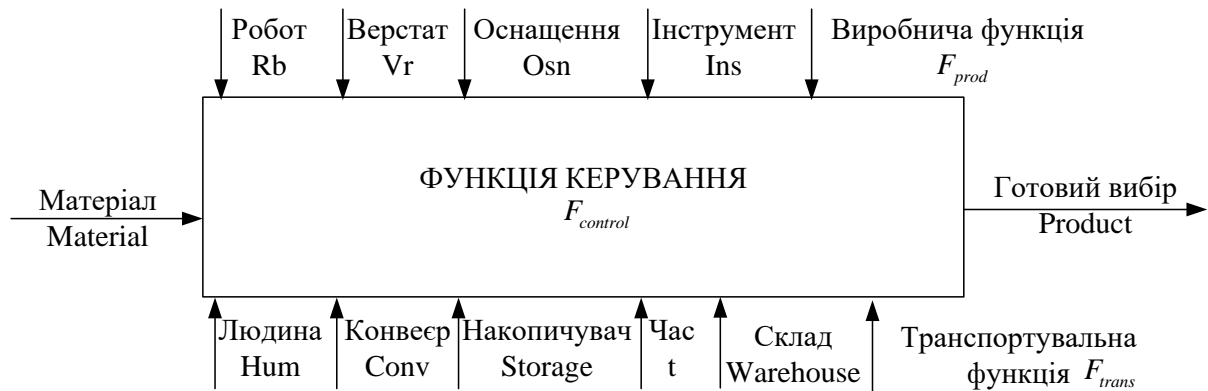 Робот Верстат Оснащення Інструмент Виробнича функція
Rb Vr Osn Ins F_prod
ФУНКЦІЯ КЕРУВАННЯ
F_control
Матеріал
Material
Готовий вибір
Product
Людина Конвеєр Накопичувач Час Склад Транспортувальна
Hum Conv Storage t Warehouse функція F_trans